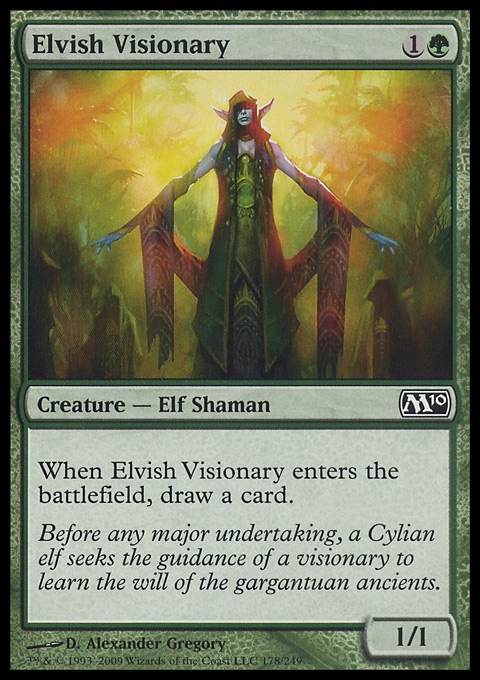 Elvish Visionary 1
Creature — Elf Shaman M10
When Elvish Visionary enters the
battlefield, draw a card.
Before any major undertaking, a Cylian
elf seeks the guidance of a visionary to
learn the will of the gargantuan ancients.
D. Alexander Gregory
1/1
™ & © 1993–2009 Wizards of the Coast LLC 178/249